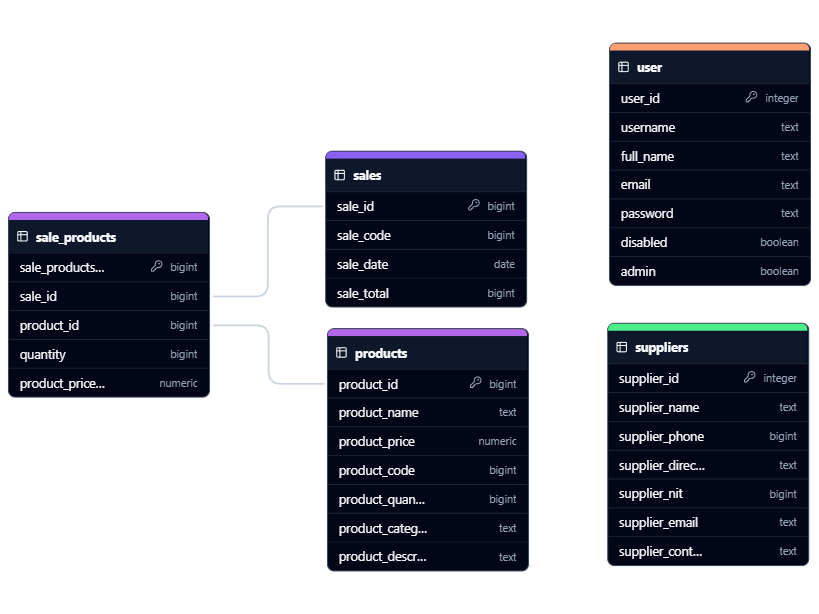 sale_products
sale_products... bigint
sale_id bigint
product_id bigint
quantity bigint
product_price... numeric
sales
sale_id bigint
sale_code bigint
sale_date date
sale_total bigint
products
product_id bigint
product_name text
product_price numeric
product_code bigint
product_quan... bigint
product_categ... text
product_descr... text
user
user_id integer
username text
full_name text
email text
password text
disabled boolean
admin boolean
suppliers
supplier_id integer
supplier_name text
supplier_phone bigint
supplier_direc... text
supplier_nit bigint
supplier_email text
supplier_cont... text